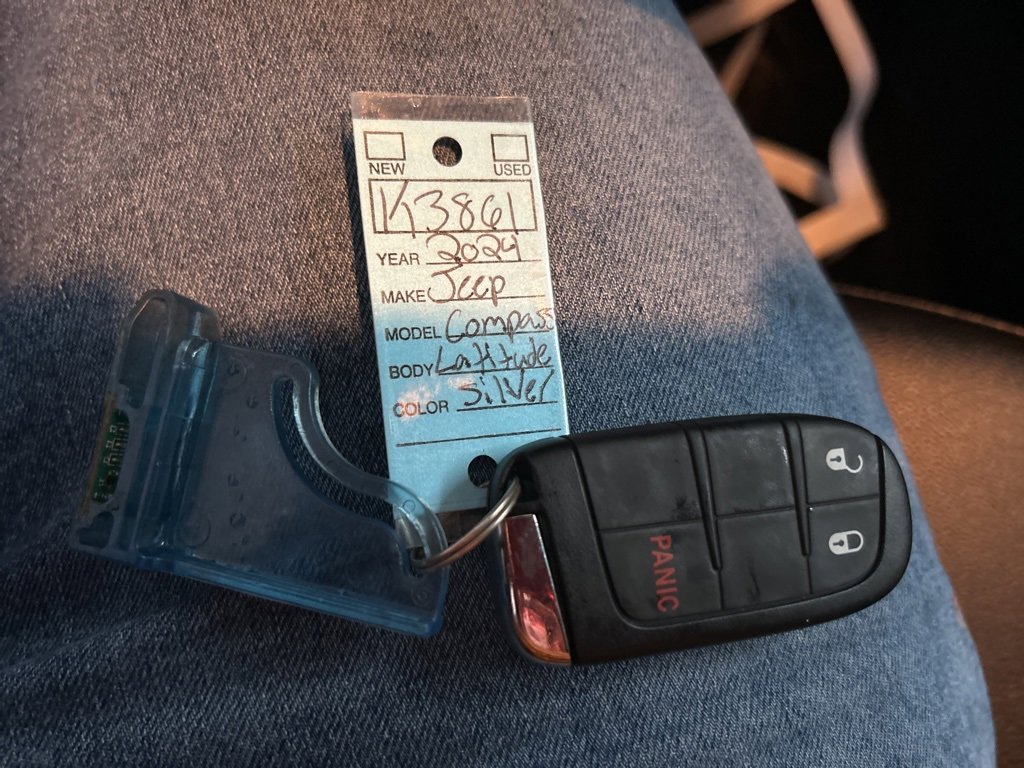 NEW USED
K3861
YEAR 2024
MAKE Jeep
MODEL Compass
BODY Latitude
COLOR Silver
PANIC